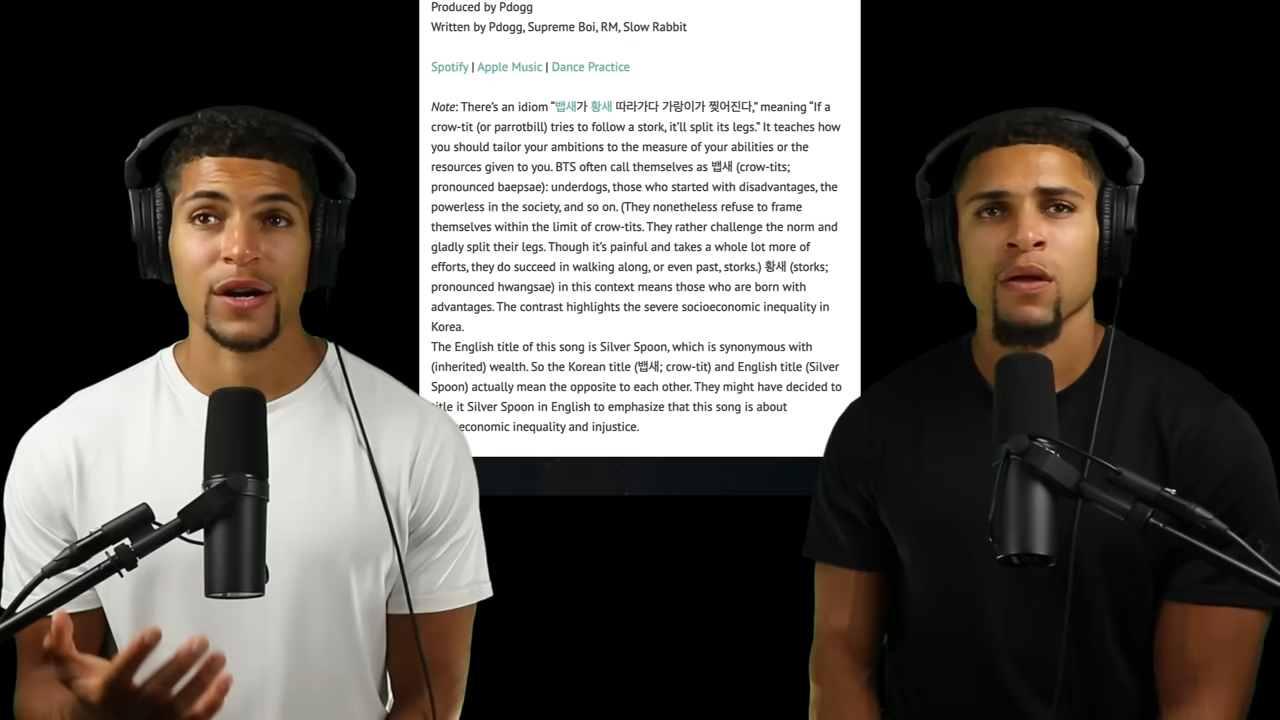 Produced by Pdogg
Written by Pdogg, Supreme Boi, RM, Slow Rabbit
Spotify | Apple Music | Dance Practice
Note: There's an idiom “뱁새가 황새 따라가다 가랑이가 찢어진다,” meaning “If a
crow-tit (or parrotbill) tries to follow a stork, it'll split its legs.” It teaches how
you should tailor your ambitions to the measure of your abilities or the
resources given to you. BTS often call themselves as 뱁새 (crow-tits;
pronounced baepsae): underdogs, those who started with disadvantages, the
powerless in the society, and so on. (They nonetheless refuse to frame
themselves within the limit of crow-tits. They rather challenge the norm and
gladly split their legs. Though it's painful and takes a whole lot more of
efforts, they do succeed in walking along, or even past, storks.) 황새 (storks;
pronounced hwangsae) in this context means those who are born with
advantages. The contrast highlights the severe socioeconomic inequality in
Korea.
The English title of this song is Silver Spoon, which is synonymous with
(inherited) wealth. So the Korean title (뱁새; crow-tit) and English title (Silver
Spoon) actually mean the opposite to each other. They might have decided to
title it Silver Spoon in English to emphasize that this song is about
economic inequality and injustice.